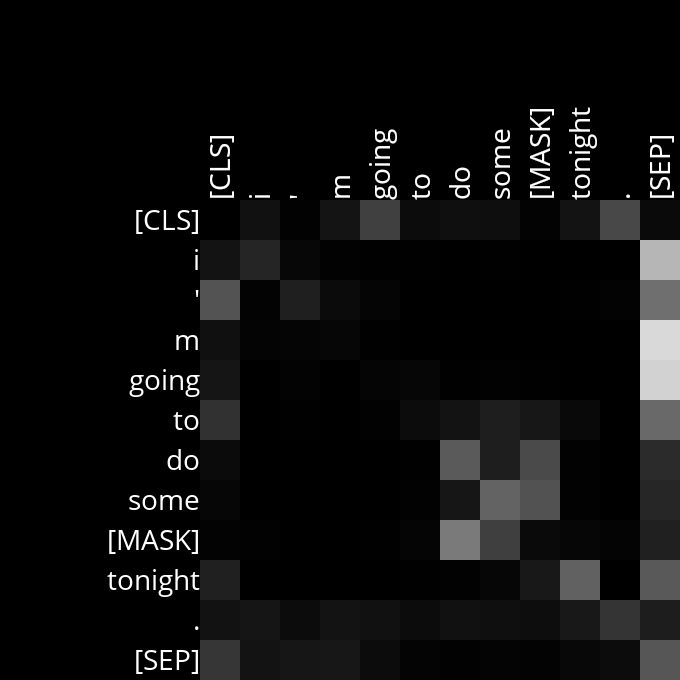 [CLS] i ' m going to do some [MASK] tonight . [SEP]
[CLS]
i
'
m
going
to
do
some
[MASK]
tonight
.
[SEP]